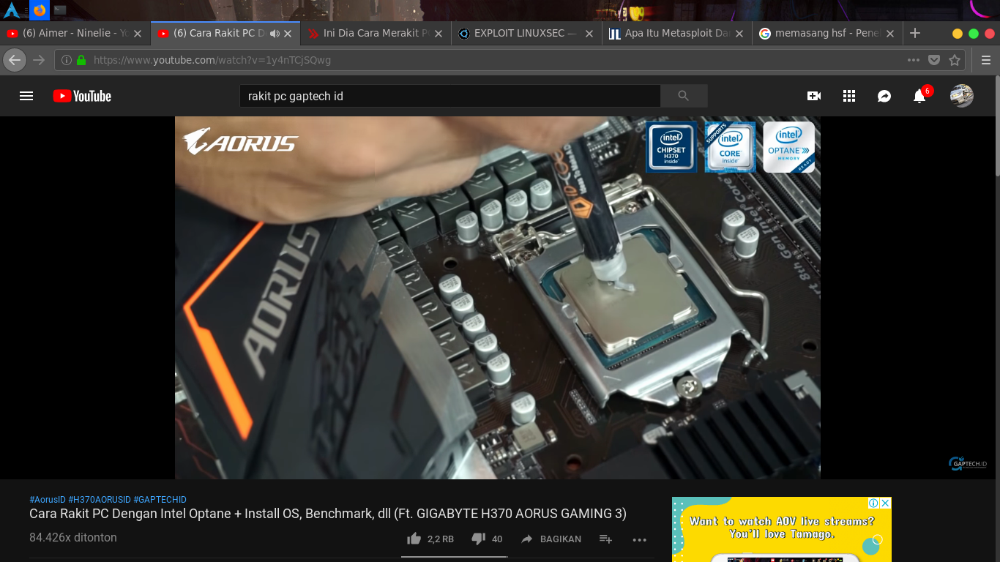 (6) Aimer - Ninelie - Yo
(6) Cara Rakit PC D
Ini Dia Cara Merakit P
EXPLOIT LINUXSEC —
Apa Itu Metasploit Da
memasang hsf - Pene
https://www.youtube.com/watch?v=1y4nTCjSQwg
YouTube
rakit pc gaptech id
6
AORUS
intel
CHIPSET
H370
inside
SUPPORTS
intel
CORE
inside
intel
OPTANE
MEMORY
READY
AORUS
GAPTECH.ID
#AorusID #H370AORUSID #GAPTECHID
Cara Rakit PC Dengan Intel Optane + Install OS, Benchmark, dll (Ft. GIGABYTE H370 AORUS GAMING 3)
84.426x ditonton
2,2 RB
40
BAGIKAN
Want to watch AOV live streams?
You'll love Tamago.